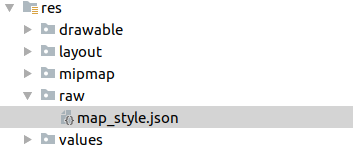 res
drawable
layout
mipmap
raw
map_style.json
values